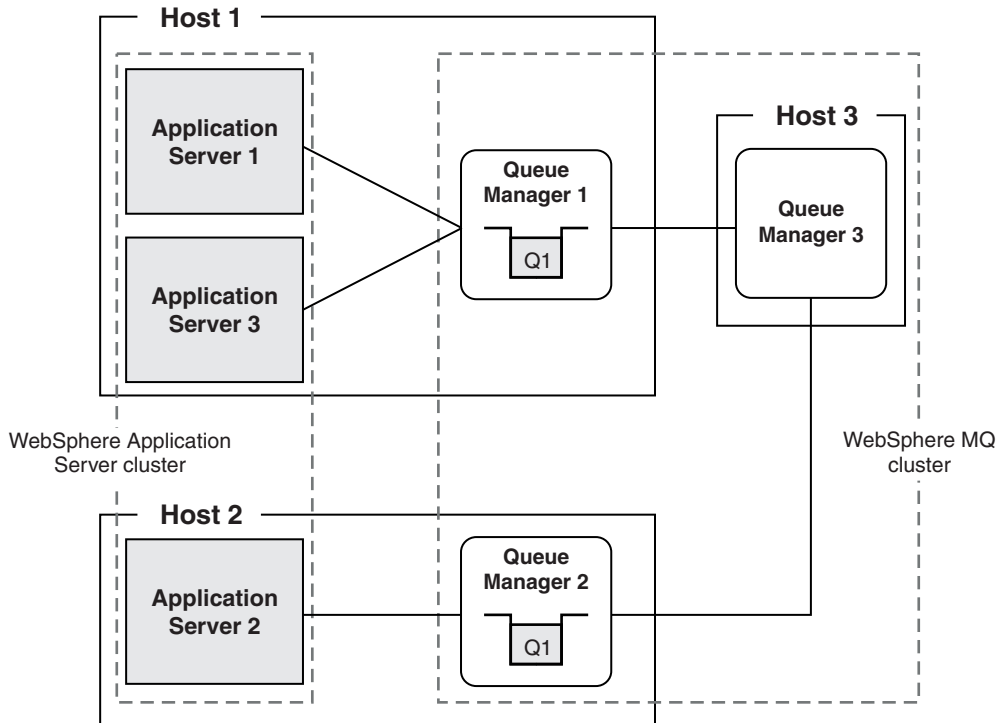 Host 1
Application
Server 1
Queue
Manager 1
Q1
Host 3
Queue
Manager 3
Application
Server 3
WebSphere Application
Server cluster
WebSphere MQ
cluster
Host 2
Application
Server 2
Queue
Manager 2
Q1